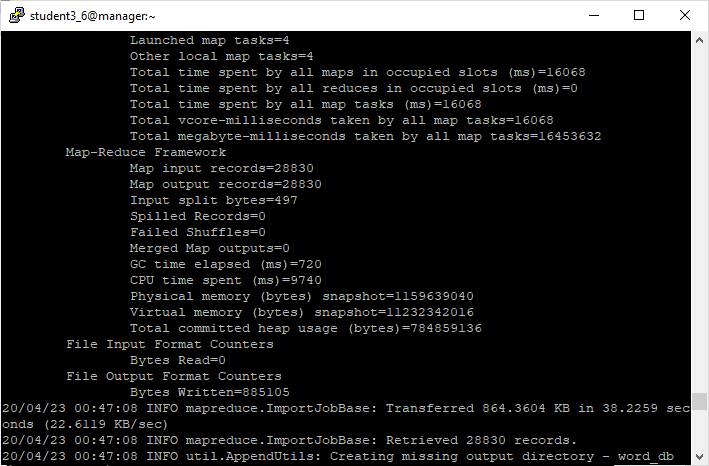 student3_6@manager:~
Launched map tasks=4
Other local map tasks=4
Total time spent by all maps in occupied slots (ms)=16068
Total time spent by all reduces in occupied slots (ms)=0
Total time spent by all map tasks (ms)=16068
Total vcore-milliseconds taken by all map tasks=16068
Total megabyte-milliseconds taken by all map tasks=16453632
Map-Reduce Framework
Map input records=28830
Map output records=28830
Input split bytes=497
Spilled Records=0
Failed Shuffles=0
Merged Map outputs=0
GC time elapsed (ms)=720
CPU time spent (ms)=9740
Physical memory (bytes) snapshot=1159639040
Virtual memory (bytes) snapshot=11232342016
Total committed heap usage (bytes)=784859136
File Input Format Counters
Bytes Read=0
File Output Format Counters
Bytes Written=885105
20/04/23 00:47:08 INFO mapreduce.ImportJobBase: Transferred 864.3604 KB in 38.2259 sec
onds (22.6119 KB/sec)
20/04/23 00:47:08 INFO mapreduce.ImportJobBase: Retrieved 28830 records.
20/04/23 00:47:08 INFO util.AppendUtils: Creating missing output directory - word_db